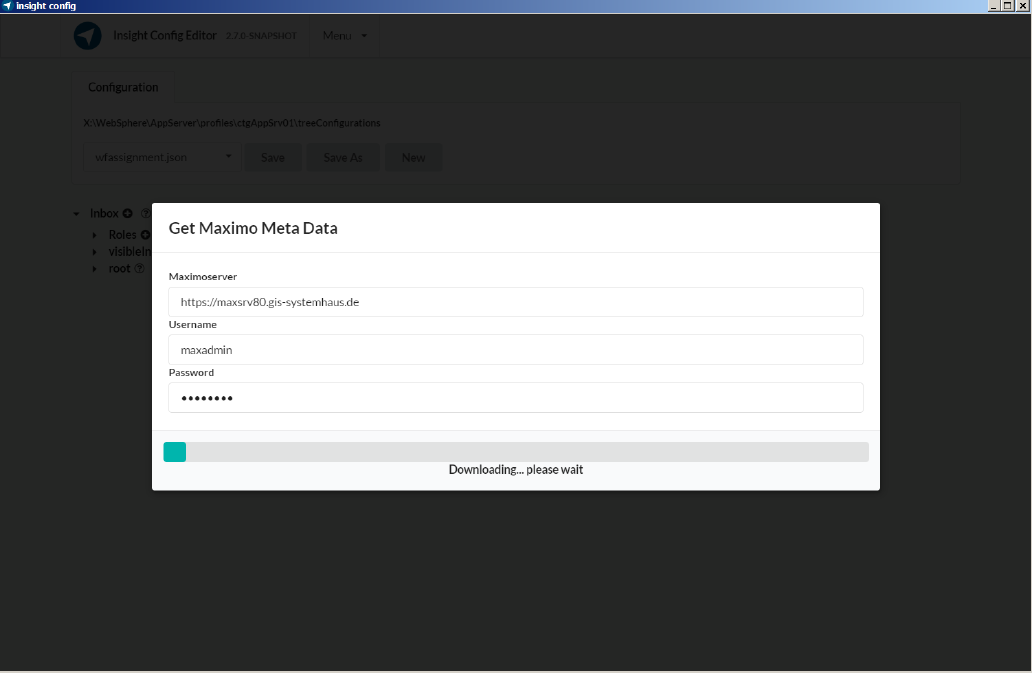 insight config
Insight Config Editor 2.7.0-SNAPSHOT Menu
Configuration
X:\WebSphere\AppServer\profiles\ctgAppSrv01\treeConfigurations
wfassignment.json Save Save As New
Inbox
Roles
visibleIn
root
Get Maximo Meta Data
Maximoserver
https://maxsrv80.gis-systemhaus.de
Username
maxadmin
Password
••••••••
Downloading... please wait